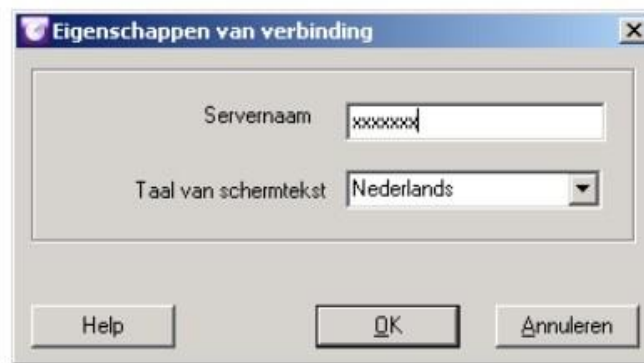 Eigenschappen van verbinding
Servernaam xxxxxxx
Taal van schermtekst Nederlands
Help OK Annuleren